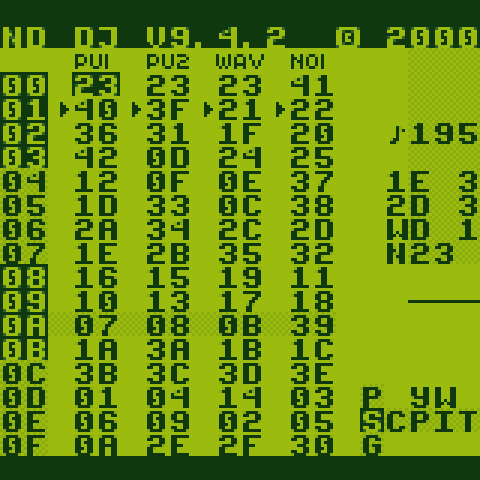 ND DJ V9.4.2 © 2000
PU1 PU2 WAV NOI
00 23 23 23 41
01 40 3F 21 22
02 36 31 1F 20 ♪195
03 42 0D 24 25
04 12 0F 0E 37 1E 3
05 1D 33 0C 38 2D 3
06 2A 34 2C 2D WD 1
07 1E 2B 35 32 N23
08 16 15 19 11
09 10 13 17 18
0A 07 08 0B 39
0B 1A 3A 1B 1C
0C 3B 3C 3D 3E
0D 01 04 14 03 P YW
0E 06 09 02 05 SCPIT
0F 0A 2E 2F 30 G